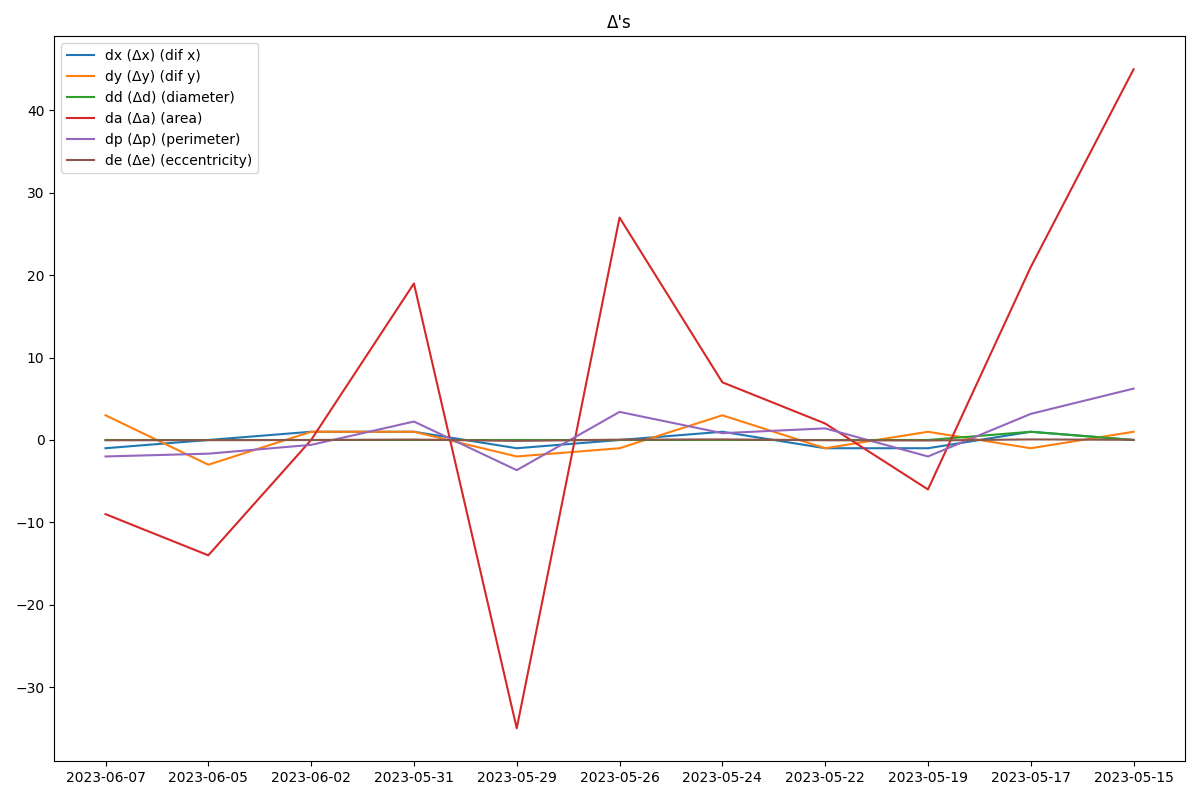 Δ's
dx (Δx) (dif x)
dy (Δy) (dif y)
dd (Δd) (diameter)
da (Δa) (area)
dp (Δp) (perimeter)
de (Δe) (eccentricity)
40
30
20
10
0
−10
−20
−30
2023-06-07 2023-06-05 2023-06-02 2023-05-31 2023-05-29 2023-05-26 2023-05-24 2023-05-22 2023-05-19 2023-05-17 2023-05-15